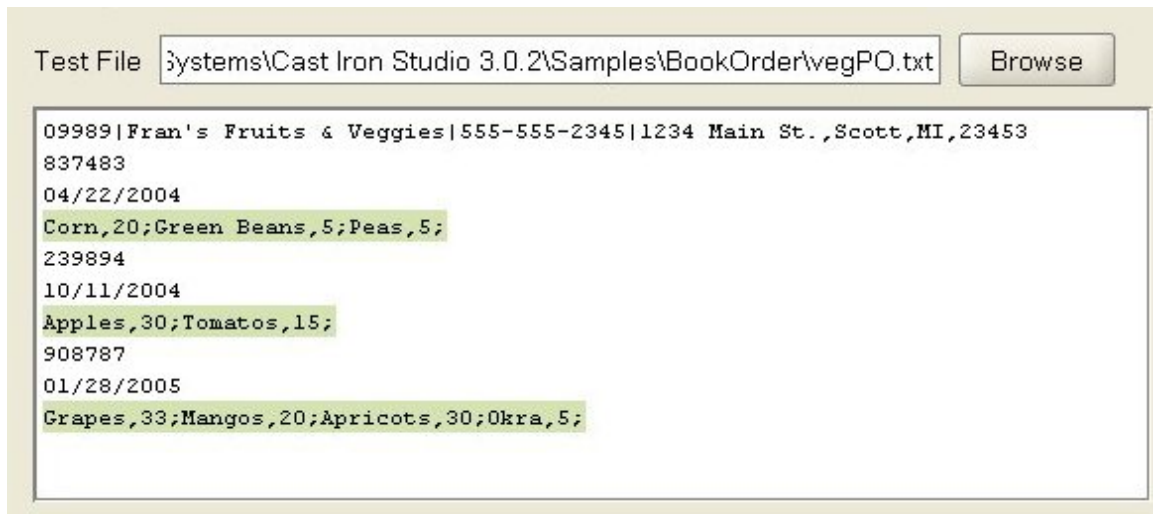 Test File Systems\Cast Iron Studio 3.0.2\Samples\BookOrder\vegPO.txt Browse
09989|Fran's Fruits & Veggies|555-555-2345|1234 Main St.,Scott,MI,23453
837483
04/22/2004
Corn,20;Green Beans,5;Peas,5;
239894
10/11/2004
Apples,30;Tomatos,15;
908787
01/28/2005
Grapes,33;Mangos,20;Apricots,30;Okra,5;